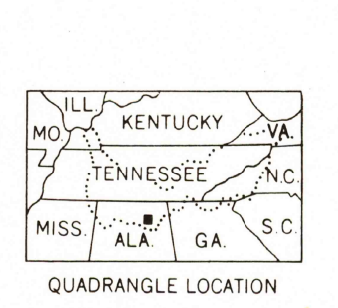 ILL.
KENTUCKY
MO.
VA.
TENNESSEE
N.C.
MISS.
ALA.
GA.
S.C.
QUADRANGLE LOCATION